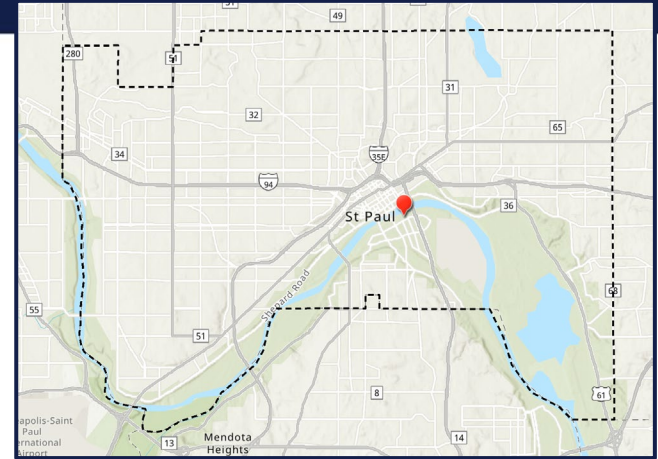 49
280
51
31
32
65
34
35E
94
36
St Paul
68
Shepard Road
55
51
61
8
apolis-Saint
Paul
ernational
Airport
13
Mendota
Heights
14